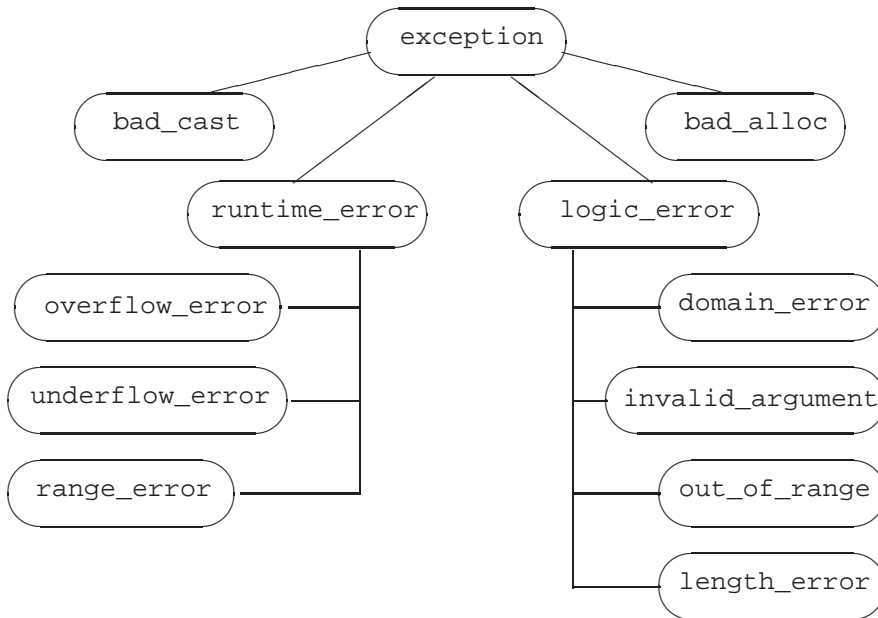 exception
bad_cast
bad_alloc
runtime_error
logic_error
overflow_error
domain_error
underflow_error
invalid_argument
range_error
out_of_range
length_error